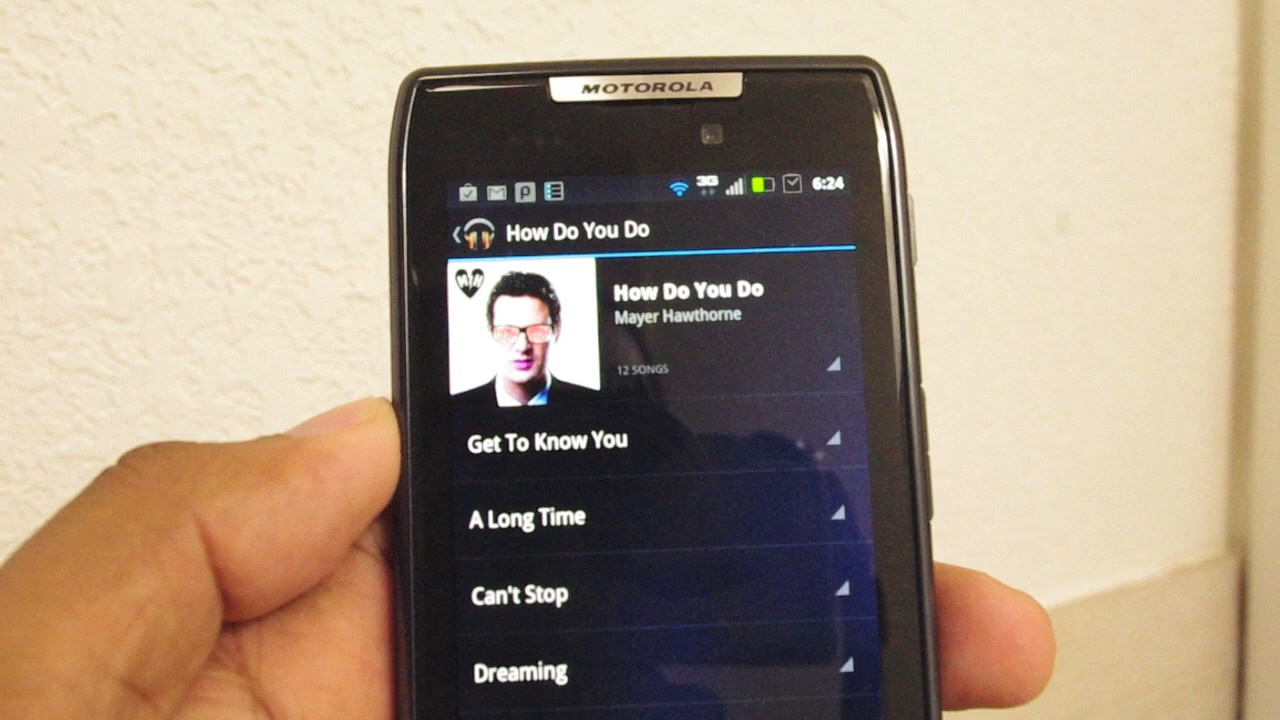 MOTOROLA
3G 6:24
How Do You Do
How Do You Do
Mayer Hawthorne
12 SONGS
Get To Know You
A Long Time
Can't Stop
Dreaming